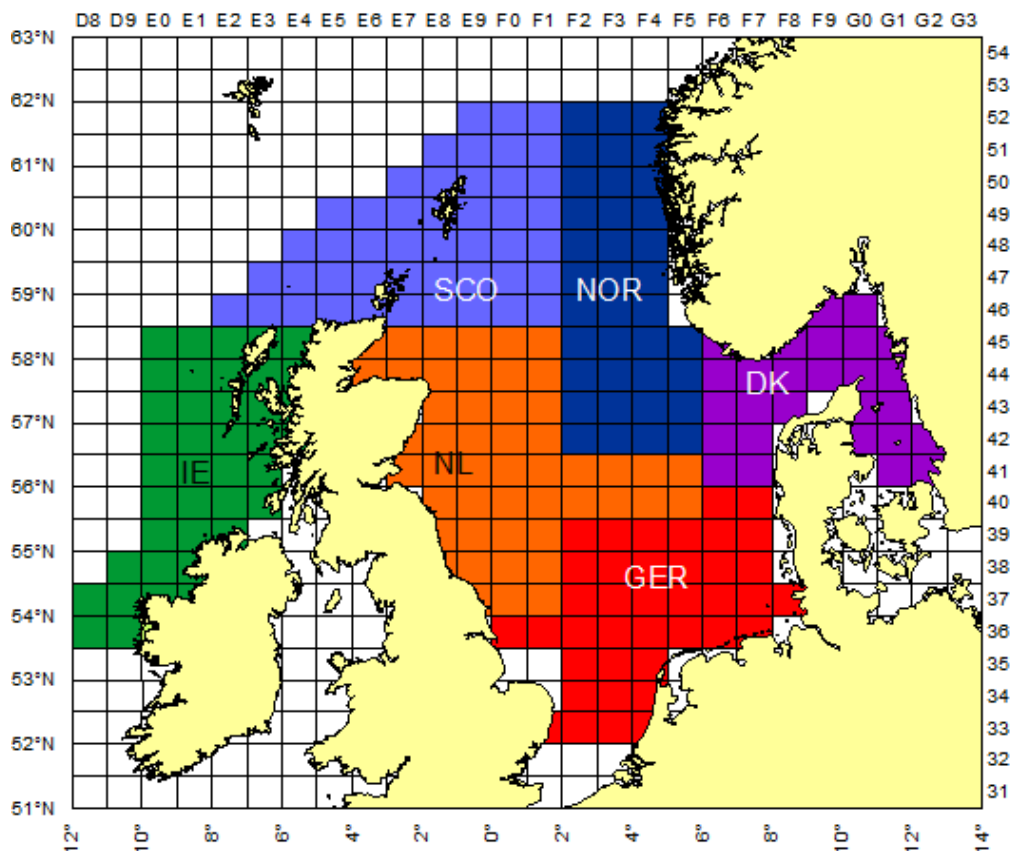 D8 D9 E0 E1 E2 E3 E4 E5 E6 E7 E8 E9 F0 F1 F2 F3 F4 F5 F6 F7 F8 F9 G0 G1 G2 G3
63°N 54
53
62°N 52
51
61°N 50
60°N 49
48
59°N 47
46
58°N 45
44
57°N 43
42
56°N 41
40
55°N 39
38
54°N 37
36
53°N 35
34
52°N 33
32
51°N 31
SCO NOR
DK
IE NL
GER
12° 10° 8° 6° 4° 2° 0° 2° 4° 6° 8° 10° 12° 14°